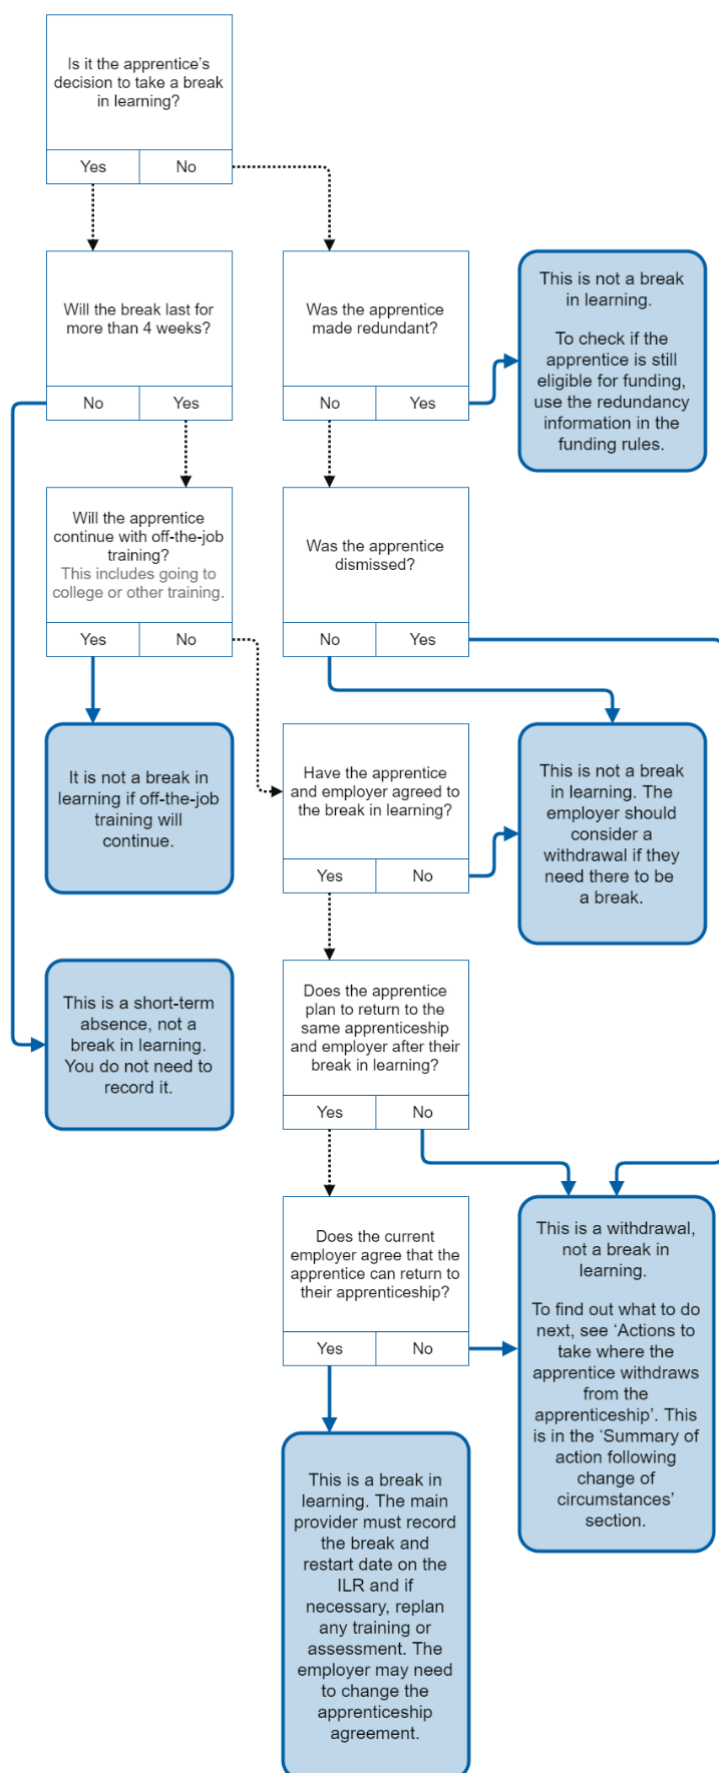 Is it the apprentice's
decision to take a break
in learning?
Yes
No
Will the break last for
more than 4 weeks?
No
Yes
Was the apprentice
made redundant?
No
Yes
This is not a break
in learning.
To check if the
apprentice is still
eligible for funding,
use the redundancy
information in the
funding rules.
Will the apprentice
continue with off-the-job
training?
This includes going to
college or other training.
Yes
No
Was the apprentice
dismissed?
No
Yes
It is not a break in
learning if off-the-job
training will
continue.
Have the apprentice
and employer agreed to
the break in learning?
Yes
No
This is not a break
in learning. The
employer should
consider a
withdrawal if they
need there to be
a break.
This is a short-term
absence, not a
break in learning.
You do not need to
record it.
Does the apprentice
plan to return to the
same apprenticeship
and employer after their
break in learning?
Yes
No
Does the current
employer agree that the
apprentice can return to
their apprenticeship?
Yes
No
This is a withdrawal,
not a break in
learning.
To find out what to do
next, see ‘Actions to
take where the
apprentice withdraws
from the
apprenticeship’. This
is in the ‘Summary of
action following
change of
circumstances’
section.
This is a break in
learning. The main
provider must record
the break and
restart date on the
ILR and if
necessary, replan
any training or
assessment. The
employer may need
to change the
apprenticeship
agreement.